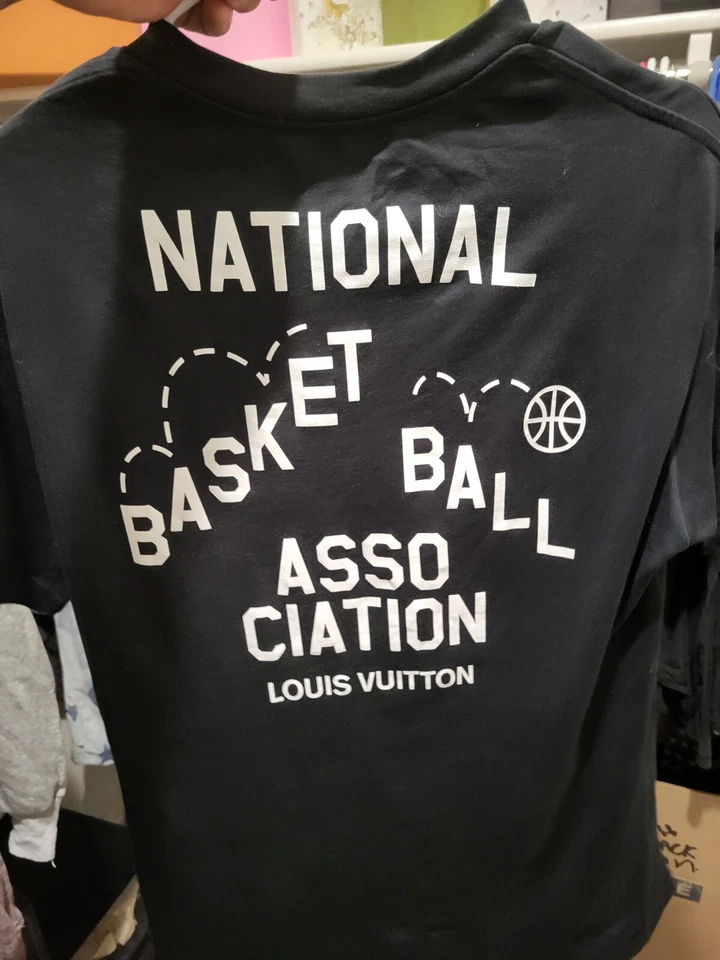 NATIONAL
BASKET BALL
ASSO
CIATION
LOUIS VUITTON